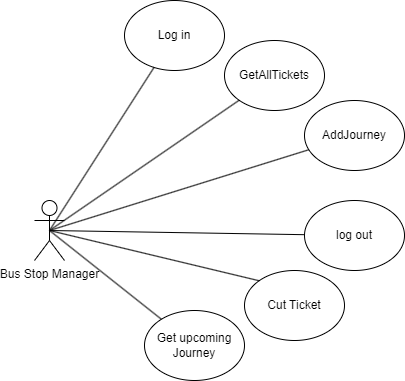 Log in
GetAllTickets
AddJourney
log out
Bus Stop Manager
Cut Ticket
Get upcoming
Journey